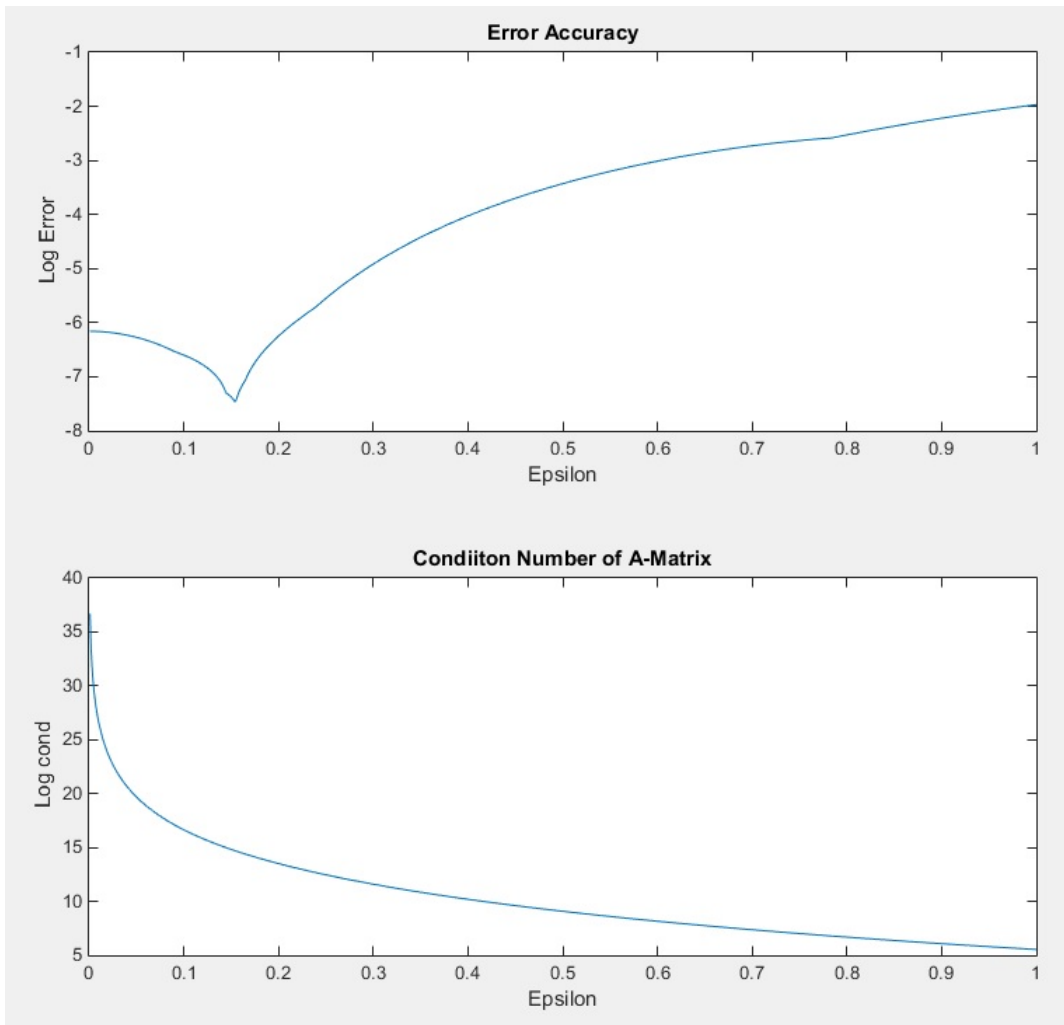 Error Accuracy
-1
-2
-3
-4
-5
-6
-7
-8
Log Error
0 0.1 0.2 0.3 0.4 0.5 0.6 0.7 0.8 0.9 1
Epsilon
Condiiton Number of A-Matrix
40
35
30
25
20
15
10
5
Log cond
0 0.1 0.2 0.3 0.4 0.5 0.6 0.7 0.8 0.9 1
Epsilon